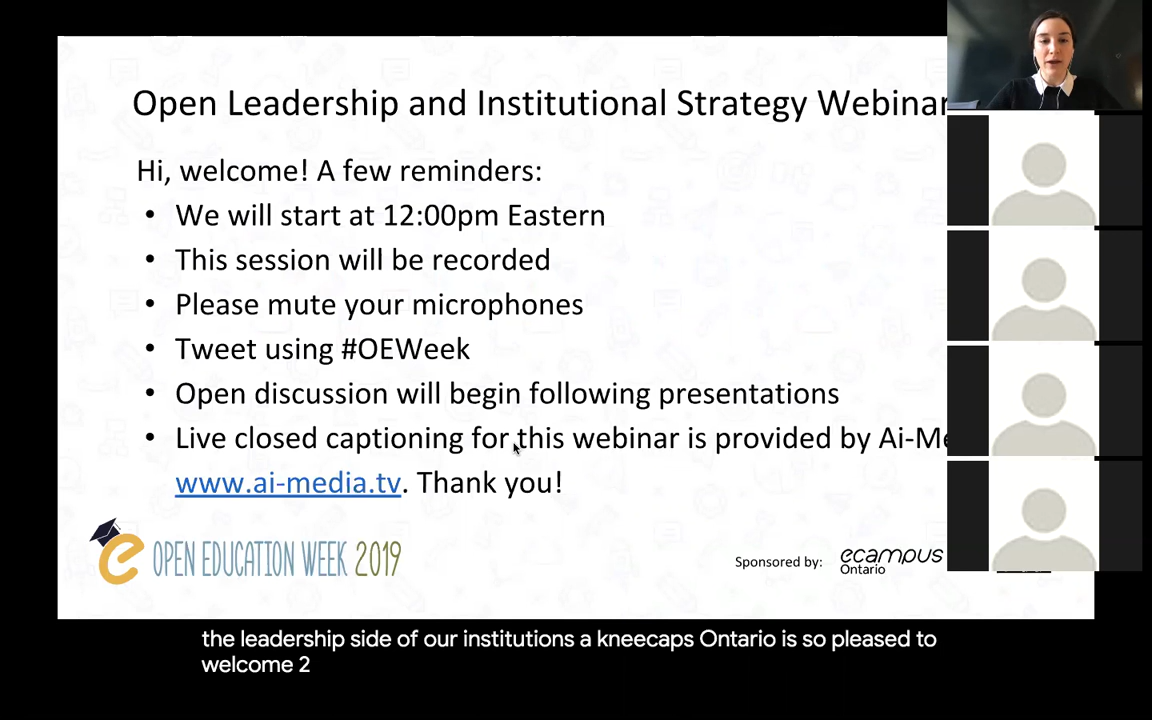 Open Leadership and Institutional Strategy Webinar
Hi, welcome! A few reminders:
• We will start at 12:00pm Eastern
• This session will be recorded
• Please mute your microphones
• Tweet using #OEWeek
• Open discussion will begin following presentations
• Live closed captioning for this webinar is provided by Ai-Me
www.ai-media.tv. Thank you!
e OPEN EDUCATION WEEK 2019
Sponsored by: ecampus
Ontario
the leadership side of our institutions a kneecaps Ontario is so pleased to
welcome 2